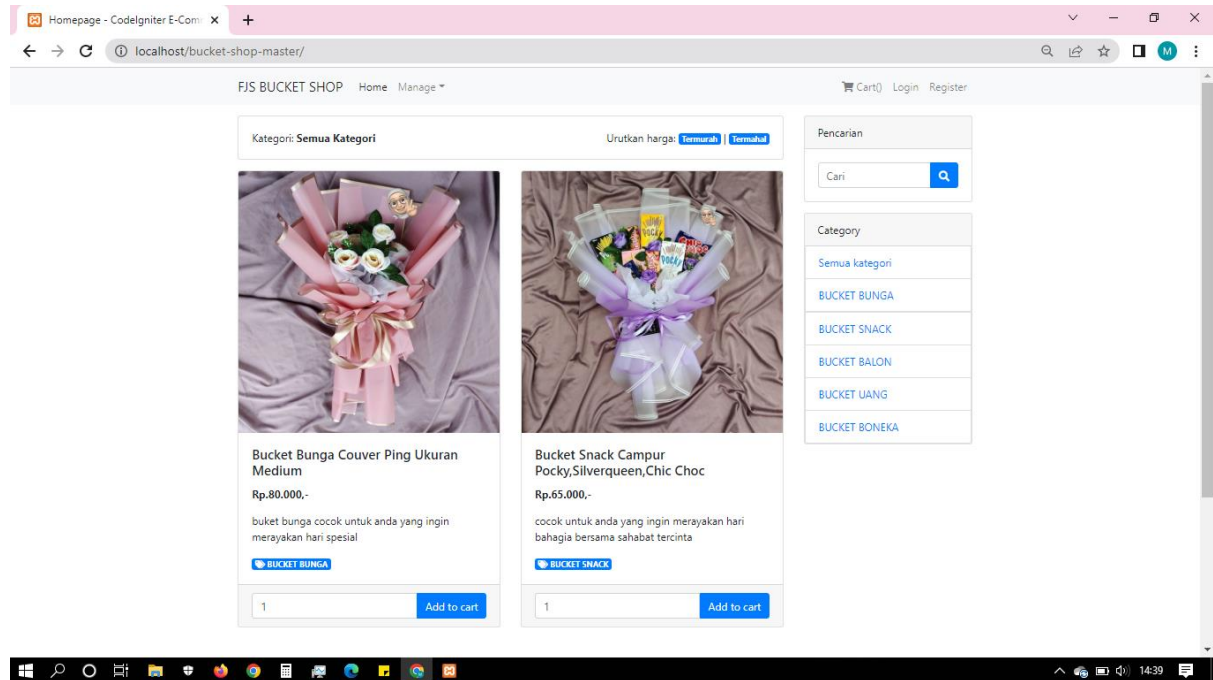 Homepage - CodeIgniter E-Com
localhost/bucket-shop-master/
M
FJS BUCKET SHOP Home Manage Cart() Login Register
Kategori: Semua Kategori Urutkan harga: Termurah | Termahal
Bucket Bunga Couver Ping Ukuran
Medium
Rp.80.000,-
buket bunga cocok untuk anda yang ingin
merayakan hari spesial
BUCKET BUNGA
1 Add to cart
POCKY
POCKY
Bucket Snack Campur
Pocky,Silverqueen,Chic Choc
Rp.65.000,-
cocok untuk anda yang ingin merayakan hari
bahagia bersama sahabat tercinta
BUCKET SNACK
1 Add to cart
Pencarian
Cari
Category
Semua kategori
BUCKET BUNGA
BUCKET SNACK
BUCKET BALON
BUCKET UANG
BUCKET BONEKA
14:39